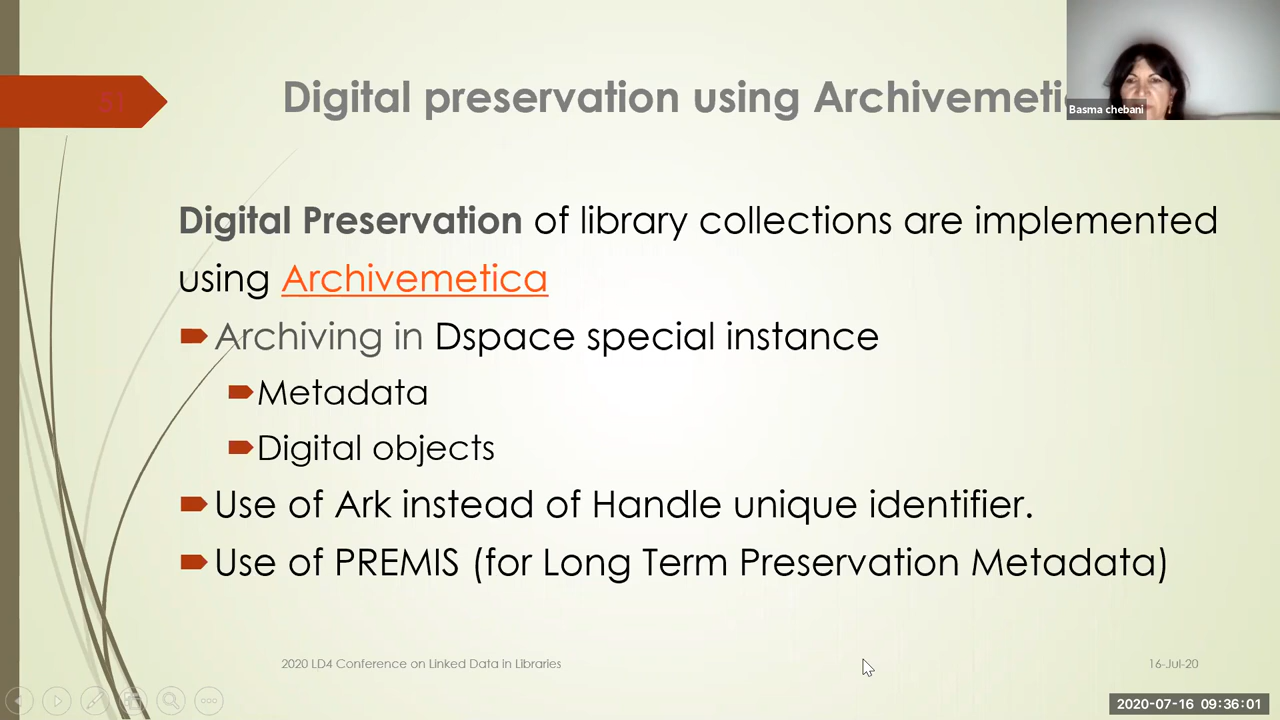 51
Digital preservation using Archivemeti
Basma chebani
Digital Preservation of library collections are implemented
using Archivemetica
Archiving in Dspace special instance
Metadata
Digital objects
Use of Ark instead of Handle unique identifier.
Use of PREMIS (for Long Term Preservation Metadata)
2020 LD4 Conference on Linked Data in Libraries
16-Jul-20
2020-07-16 09:36:01